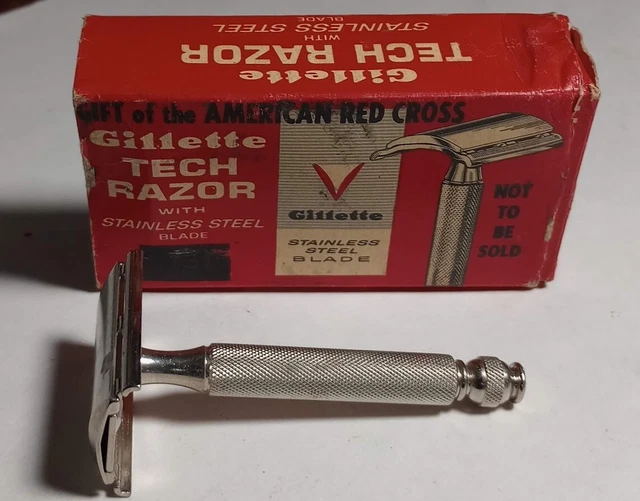 Gillette
TECH RAZOR
WITH
STAINLESS STEEL
BLADE
GIFT of the AMERICAN RED CROSS
Gillette
TECH
RAZOR
WITH
STAINLESS STEEL
BLADE
Gillette
STAINLESS
STEEL
BLADE
NOT
TO
BE
SOLD